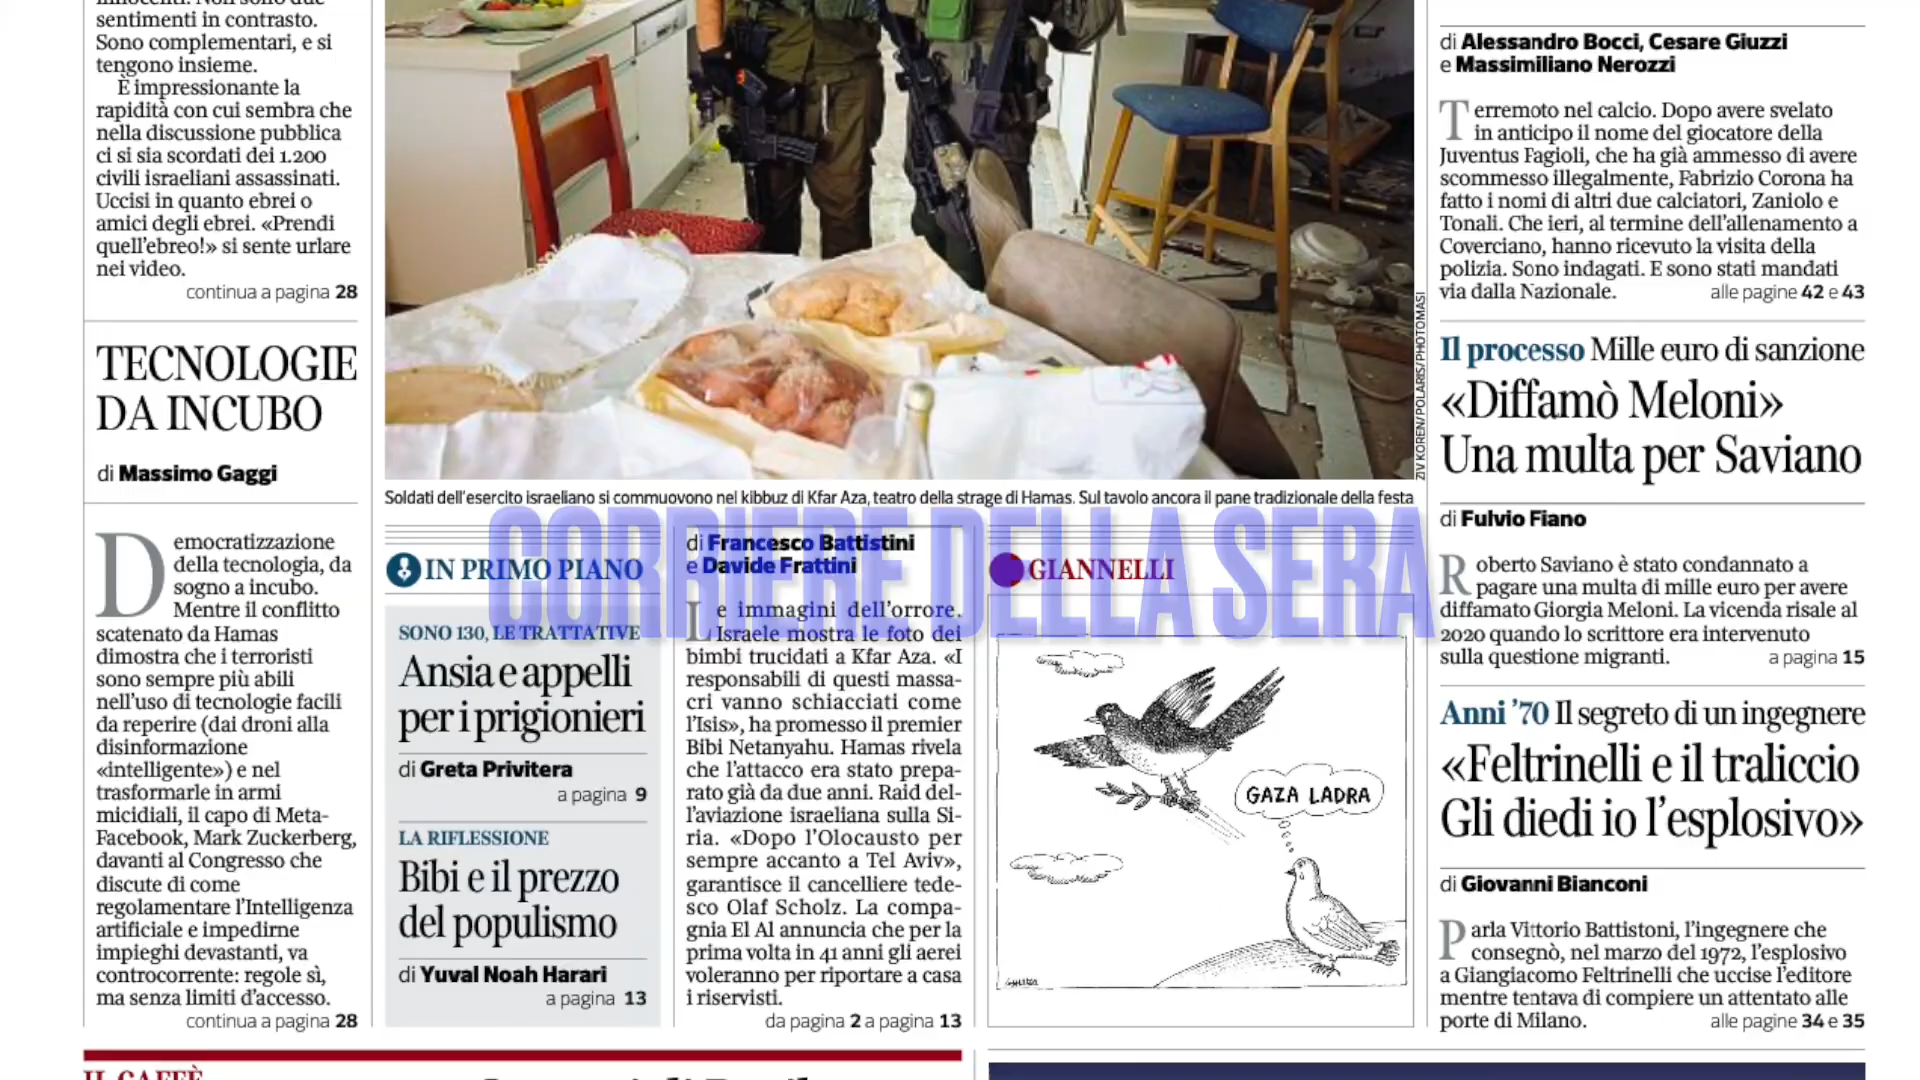 innocenti. Non sono due
sentimenti in contrasto.
Sono complementari, e si
tengono insieme.
È impressionante la
rapidità con cui sembra che
nella discussione pubblica
ci si sia scordati dei 1.200
civili israeliani assassinati.
Uccisi in quanto ebrei o
amici degli ebrei. «Prendi
quell'ebreo!» si sente urlare
nei video.
continua a pagina 28
TECNOLOGIE
DA INCUBO
di Massimo Gaggi
Democratizzazione
della tecnologia, da
sogno a incubo.
Mentre il conflitto
scatenato da Hamas
dimostra che i terroristi
sono sempre più abili
nell'uso di tecnologie facili
da reperire (dai droni alla
disinformazione
«intelligente») e nel
trasformarle in armi
micidiali, il capo di Meta-
Facebook, Mark Zuckerberg,
davanti al Congresso che
discute di come
regolamentare l'Intelligenza
artificiale e impedirne
impieghi devastanti, va
controcorrente: regole sì,
ma senza limiti d'accesso.
continua a pagina 28
ZIV KOREN/POLARIS/PHOTOMASI
Soldati dell'esercito israeliano si commuovono nel kibbuz di Kfar Aza, teatro della strage di Hamas. Sul tavolo ancora il pane tradizionale della festa
CORRIERE DELLA SERA
IN PRIMO PIANO
SONO 130, LE TRATTATIVE
Ansia e appelli
per i prigionieri
di Greta Privitera
a pagina 9
LA RIFLESSIONE
Bibi e il prezzo
del populismo
di Yuval Noah Harari
a pagina 13
di Francesco Battistini
e Davide Frattini
Le immagini dell'orrore.
Israele mostra le foto dei
bimbi trucidati a Kfar Aza. «I
responsabili di questi massa-
cri vanno schiacciati come
l'Isis», ha promesso il premier
Bibi Netanyahu. Hamas rivela
che l'attacco era stato prepa-
rato già da due anni. Raid del-
l'aviazione israeliana sulla Si-
ria. «Dopo l'Olocausto per
sempre accanto a Tel Aviv»,
garantisce il cancelliere tede-
sco Olaf Scholz. La compa-
gnia El Al annuncia che per la
prima volta in 41 anni gli aerei
voleranno per riportare a casa
i riservisti.
da pagina 2 a pagina 13
GIANNELLI
GAZA LADRA
di Alessandro Bocci, Cesare Giuzzi
e Massimiliano Nerozzi
Terremoto nel calcio. Dopo avere svelato
in anticipo il nome del giocatore della
Juventus Fagioli, che ha già ammesso di avere
scommesso illegalmente, Fabrizio Corona ha
fatto i nomi di altri due calciatori, Zaniolo e
Tonali. Che ieri, al termine dell'allenamento a
Coverciano, hanno ricevuto la visita della
polizia. Sono indagati. E sono stati mandati
via dalla Nazionale.
alle pagine 42 e 43
Il processo Mille euro di sanzione
«Diffamò Meloni»
Una multa per Saviano
di Fulvio Fiano
Roberto Saviano è stato condannato a
pagare una multa di mille euro per avere
diffamato Giorgia Meloni. La vicenda risale al
2020 quando lo scrittore era intervenuto
sulla questione migranti.
a pagina 15
Anni '70 Il segreto di un ingegnere
«Feltrinelli e il traliccio
Gli diedi io l'esplosivo»
di Giovanni Bianconi
Parla Vittorio Battistoni, l'ingegnere che
consegnò, nel marzo del 1972, l'esplosivo
a Giangiacomo Feltrinelli che uccise l'editore
mentre tentava di compiere un attentato alle
porte di Milano.
alle pagine 34 e 35
IL CAFFÈ